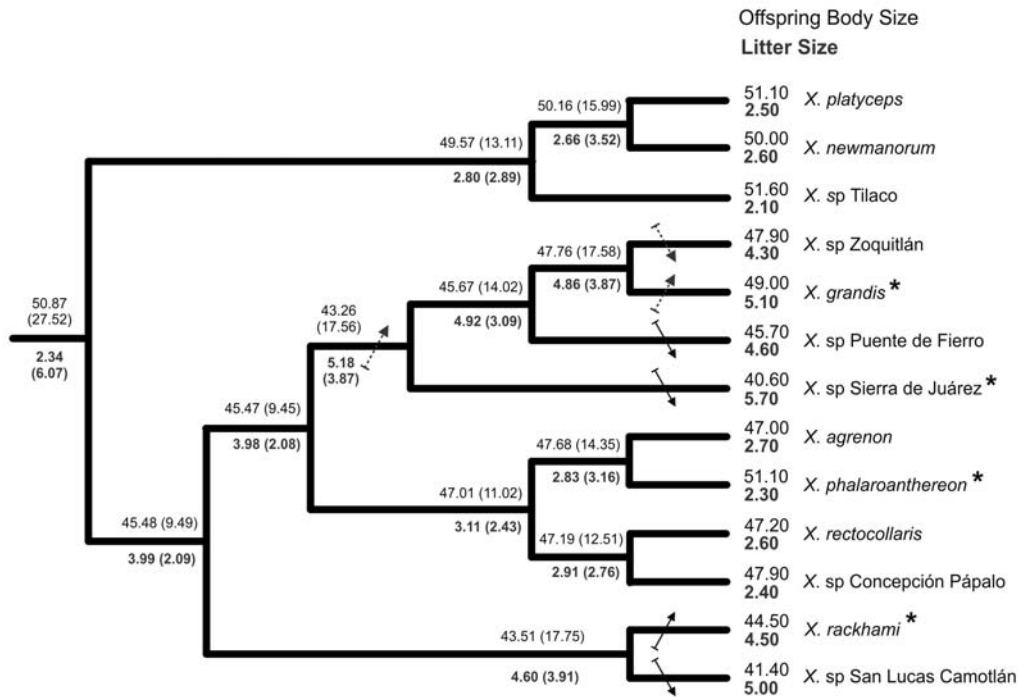 Offspring Body Size
Litter Size
51.10 X. platyceps
2.50
50.16 (15.99)
2.66 (3.52)
50.00 X. newmanorum
2.60
49.57 (13.11)
2.80 (2.89)
51.60 X. sp Tilaco
2.10
47.90 X. sp Zoquitlán
4.30
47.76 (17.58)
4.86 (3.87)
49.00 X. grandis *
5.10
45.67 (14.02)
4.92 (3.09)
45.70 X. sp Puente de Fierro
4.60
43.26
(17.56)
5.18
(3.87)
40.60 X. sp Sierra de Juárez *
5.70
50.87
(27.52)
2.34
(6.07)
45.47 (9.45)
3.98 (2.08)
47.00 X. agrenon
2.70
47.68 (14.35)
2.83 (3.16)
51.10 X. phalaroanthereon *
2.30
47.01 (11.02)
3.11 (2.43)
47.20 X. rectocollaris
2.60
47.19 (12.51)
2.91 (2.76)
47.90 X. sp Concepción Pápalo
2.40
45.48 (9.49)
3.99 (2.09)
44.50 X. rackhami *
4.50
43.51 (17.75)
4.60 (3.91)
41.40 X. sp San Lucas Camotlán
5.00